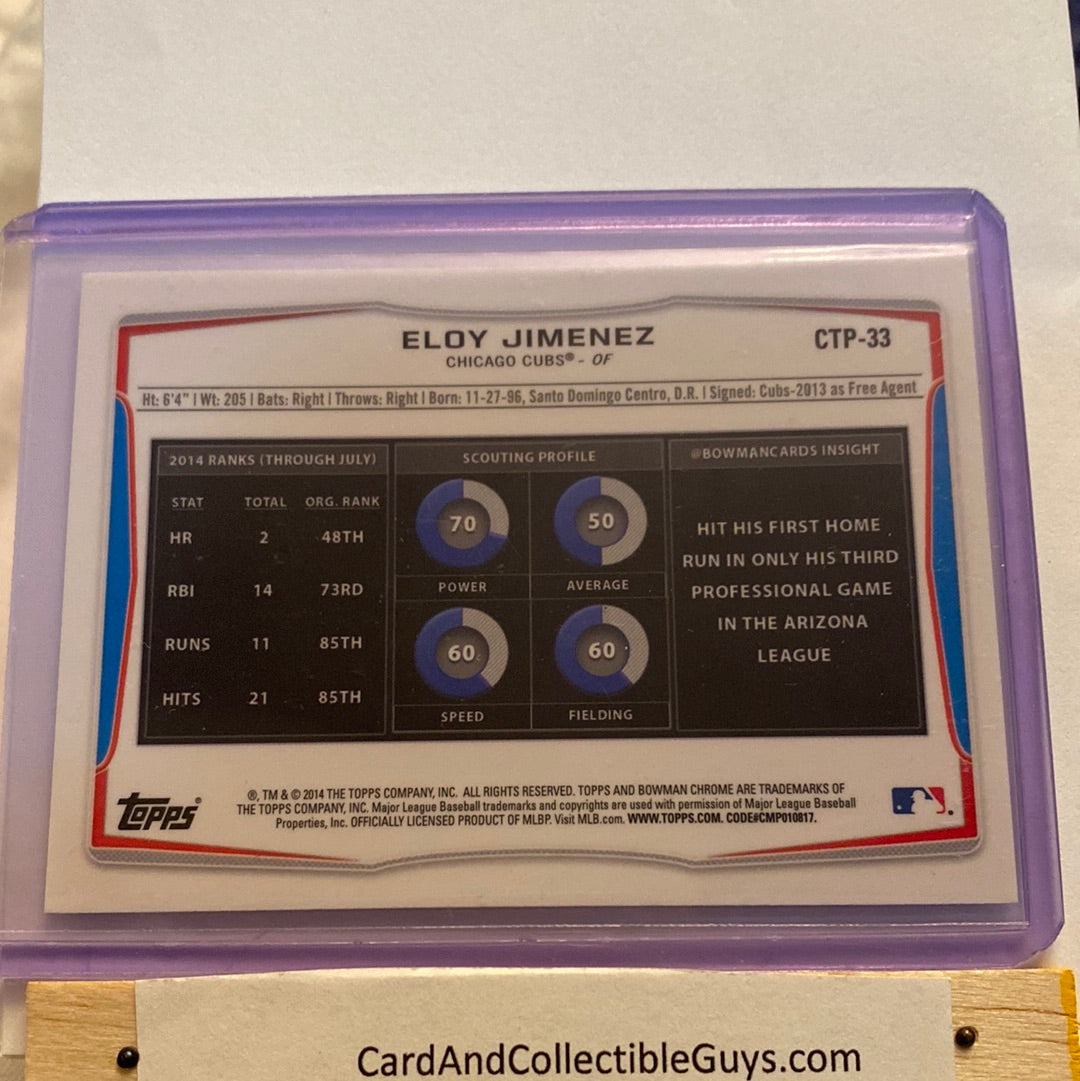 ELOY JIMENEZ
CTP-33
CHICAGO CUBS® - OF
Ht: 6'4" | Wt: 205 | Bats: Right | Throws: Right | Born: 11-27-96, Santo Domingo Centro, D.R. | Signed: Cubs-2013 as Free Agent
2014 RANKS (THROUGH JULY)
STAT TOTAL ORG. RANK
HR 2 48TH
RBI 14 73RD
RUNS 11 85TH
HITS 21 85TH
SCOUTING PROFILE
70 50
POWER AVERAGE
60 60
SPEED FIELDING
@BOWMANCARDS INSIGHT
HIT HIS FIRST HOME
RUN IN ONLY HIS THIRD
PROFESSIONAL GAME
IN THE ARIZONA
LEAGUE
Topps®
®, TM & © 2014 THE TOPPS COMPANY, INC. ALL RIGHTS RESERVED. TOPPS AND BOWMAN CHROME ARE TRADEMARKS OF
THE TOPPS COMPANY, INC. Major League Baseball trademarks and copyrights are used with permission of Major League Baseball
Properties, Inc. OFFICIALLY LICENSED PRODUCT OF MLBP. Visit MLB.com. WWW.TOPPS.COM. CODE#CMP010817.
CardAndCollectibleGuys.com